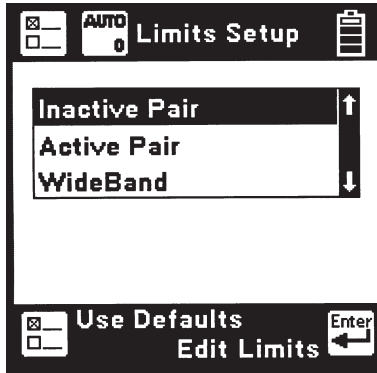 AUTO
0
Limits Setup
Inactive Pair
Active Pair
WideBand
Use Defaults
Enter
Edit Limits